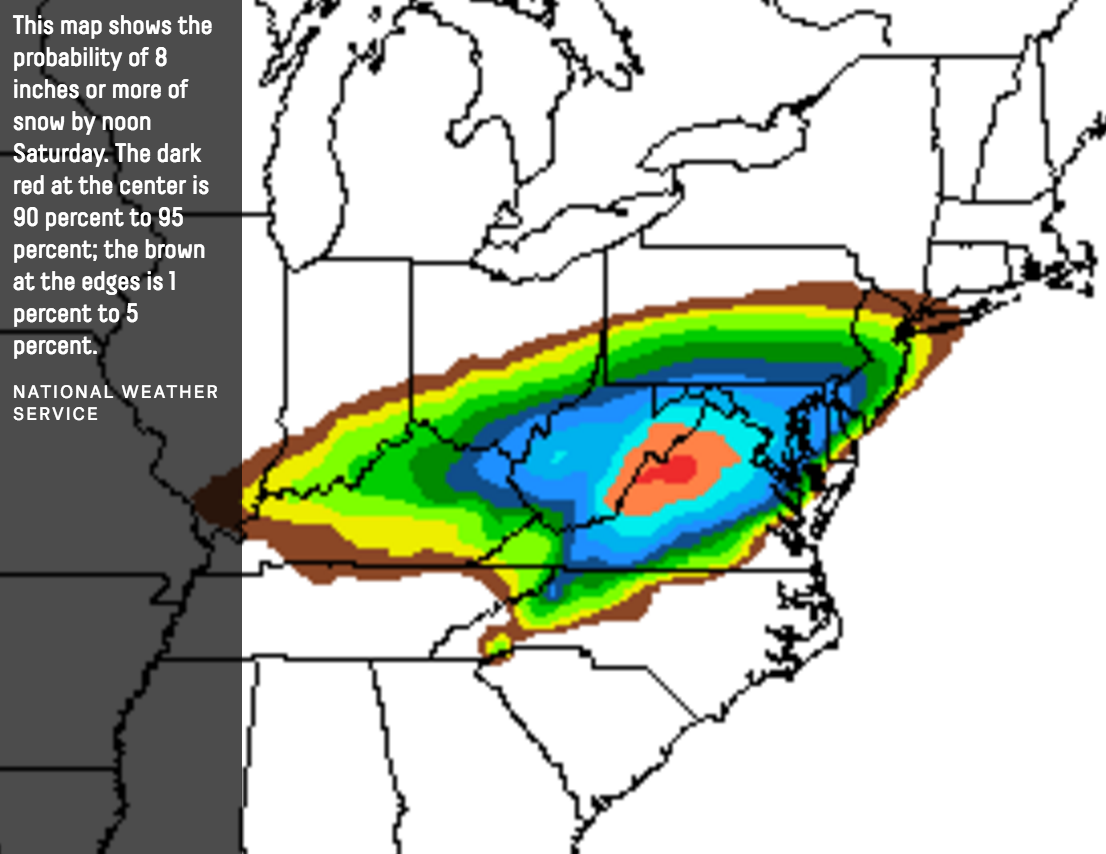 This map shows the
probability of 8
inches or more of
snow by noon
Saturday. The dark
red at the center is
90 percent to 95
percent; the brown
at the edges is 1
percent to 5
percent.
NATIONAL WEATHER
SERVICE